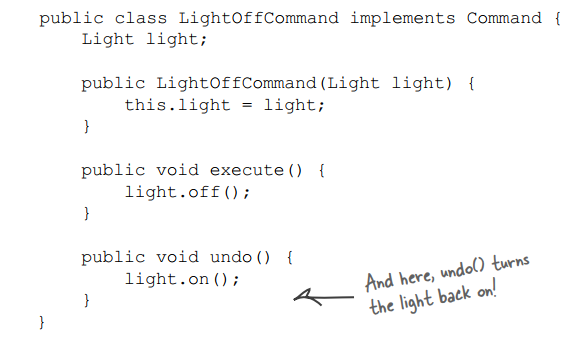 public class LightOffCommand implements Command {
    Light light;

    public LightOffCommand(Light light) {
        this.light = light;
    }

    public void execute() {
        light.off();
    }

    public void undo() {
        light.on();
    }
}
And here, undo() turns
the light back on!